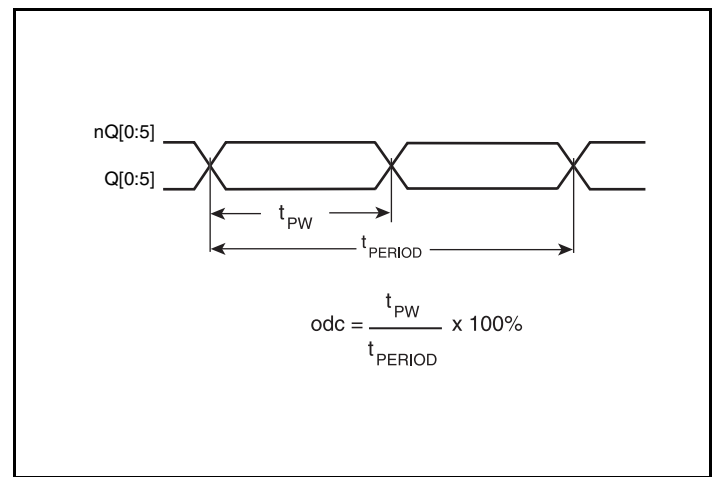 nQ[0:5]
Q[0:5]
tPW
tPERIOD
odc = tPW / tPERIOD x 100%